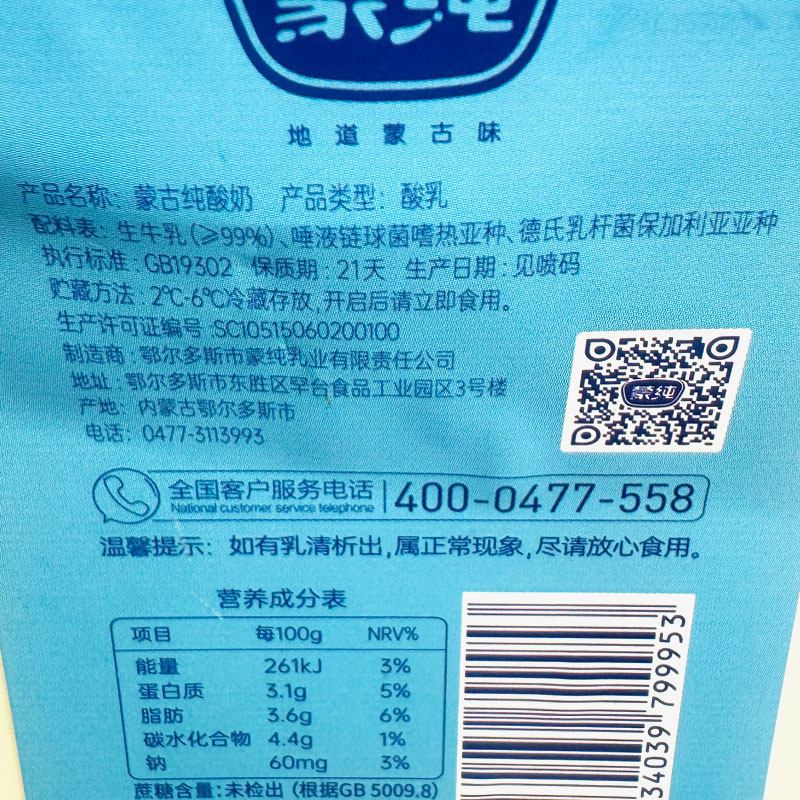 蒙纯
地道蒙古味
产品名称：蒙古纯酸奶 产品类型：酸乳
配料表：生牛乳(≥99%)、唾液链球菌嗜热亚种、德氏乳杆菌保加利亚亚种
执行标准：GB19302 保质期：21天 生产日期：见喷码
贮藏方法：2℃-6℃冷藏存放,开启后请立即食用。
生产许可证编号:SC10515060200100
制造商：鄂尔多斯市蒙纯乳业有限责任公司
地址：鄂尔多斯市东胜区罕台食品工业园区3号楼
产地：内蒙古鄂尔多斯市
电话：0477-3113993
蒙纯
全国客户服务电话 400-0477-558
National customer service telephone
温馨提示：如有乳清析出,属正常现象,尽请放心食用。
营养成分表
项目 每100g NRV%
能量 261kJ 3%
蛋白质 3.1g 5%
脂肪 3.6g 6%
碳水化合物 4.4g 1%
钠 60mg 3%
蔗糖含量：未检出（根据GB 5009.8）
34039 799953